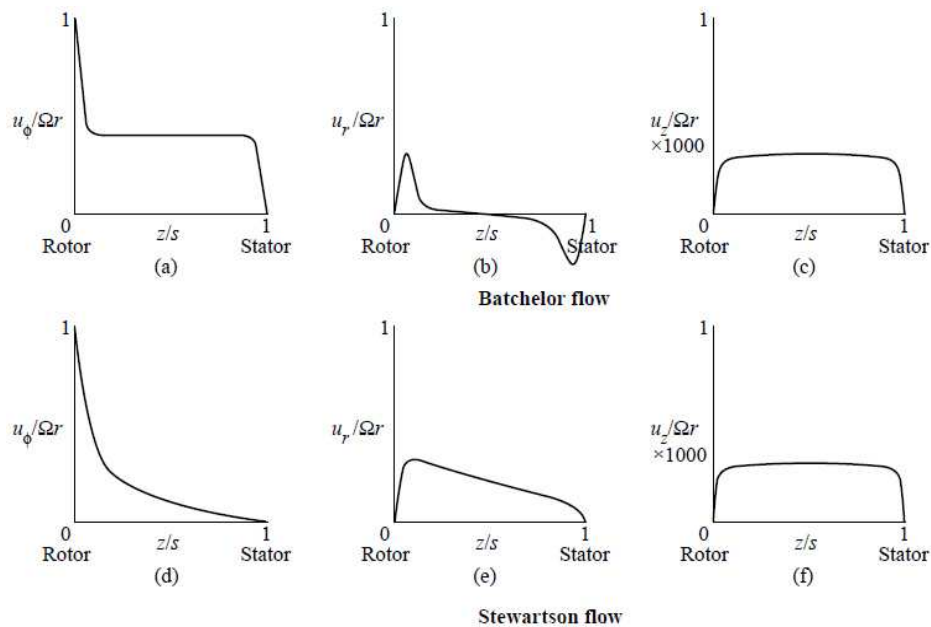 1 1 1
u_ϕ/Ωr u_r/Ωr u_z/Ωr
×1000
0 1 0 1 0 1
Rotor z/s Stator Rotor z/s Stator Rotor z/s Stator
(a) (b) (c)
Batchelor flow
1 1 1
u_ϕ/Ωr u_r/Ωr u_z/Ωr
×1000
0 1 0 1 0 1
Rotor z/s Stator Rotor z/s Stator Rotor z/s Stator
(d) (e) (f)
Stewartson flow